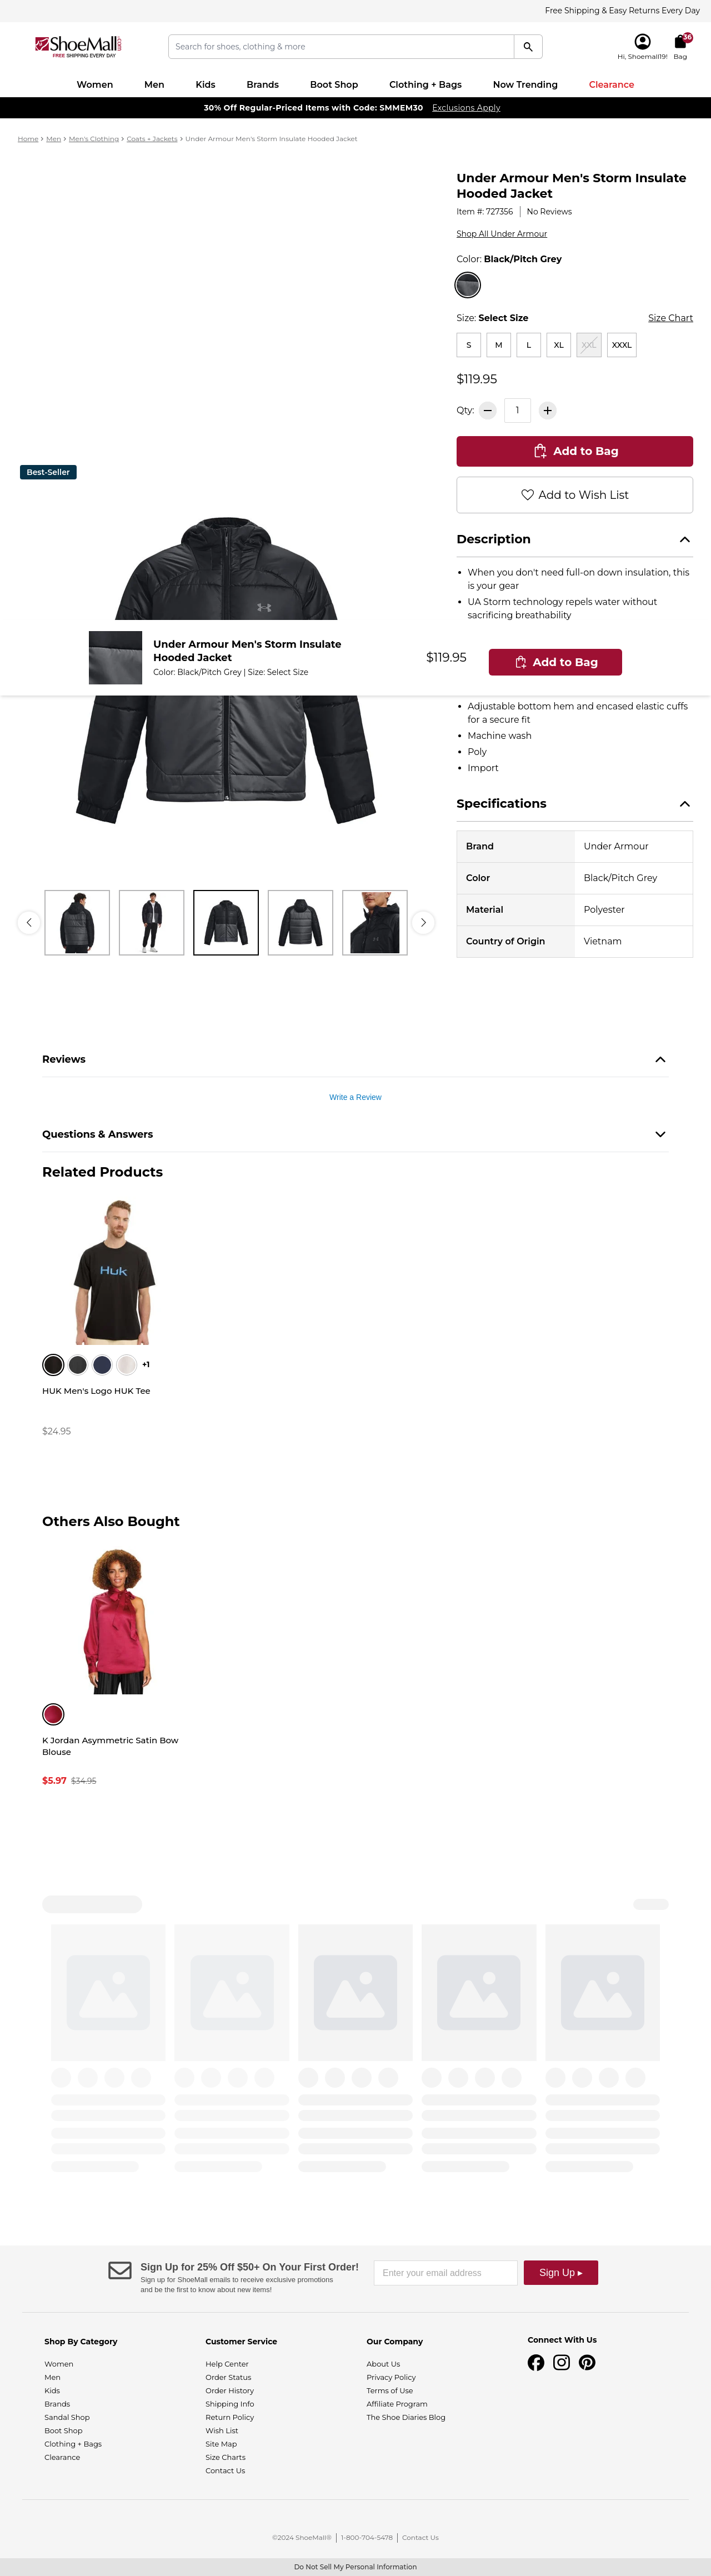 Free Shipping & Easy Returns Every Day
ShoeMall
FREE SHIPPING EVERY DAY
Search for shoes, clothing & more
Hi, Shoemall19!
36
Bag
Women Men Kids Brands Boot Shop Clothing + Bags Now Trending Clearance
30% Off Regular-Priced Items with Code: SMMEM30 Exclusions Apply
Home > Men > Men's Clothing > Coats + Jackets > Under Armour Men's Storm Insulate Hooded Jacket
Under Armour Men's Storm Insulate
Hooded Jacket
Item #: 727356 | No Reviews
Shop All Under Armour
Color: Black/Pitch Grey
Size: Select Size
Size Chart
S M L XL XXL XXXL
$119.95
Qty: 1
Add to Bag
Add to Wish List
Best-Seller
Description
• When you don't need full-on down insulation, this
is your gear
• UA Storm technology repels water without
sacrificing breathability
Under Armour Men's Storm Insulate
Hooded Jacket
Color: Black/Pitch Grey | Size: Select Size
$119.95
Add to Bag
• Adjustable bottom hem and encased elastic cuffs
for a secure fit
• Machine wash
• Poly
• Import
Specifications
Brand Under Armour
Color Black/Pitch Grey
Material Polyester
Country of Origin Vietnam
Reviews
Write a Review
Questions & Answers
Related Products
Huk
+1
HUK Men's Logo HUK Tee
$24.95
Others Also Bought
K Jordan Asymmetric Satin Bow
Blouse
$5.97 $34.95
Sign Up for 25% Off $50+ On Your First Order!
Sign up for ShoeMall emails to receive exclusive promotions
and be the first to know about new items!
Enter your email address
Sign Up ▸
Shop By Category
Women
Men
Kids
Brands
Sandal Shop
Boot Shop
Clothing + Bags
Clearance
Customer Service
Help Center
Order Status
Order History
Shipping Info
Return Policy
Wish List
Site Map
Size Charts
Contact Us
Our Company
About Us
Privacy Policy
Terms of Use
Affiliate Program
The Shoe Diaries Blog
Connect With Us
©2024 ShoeMall® | 1-800-704-5478 | Contact Us
Do Not Sell My Personal Information